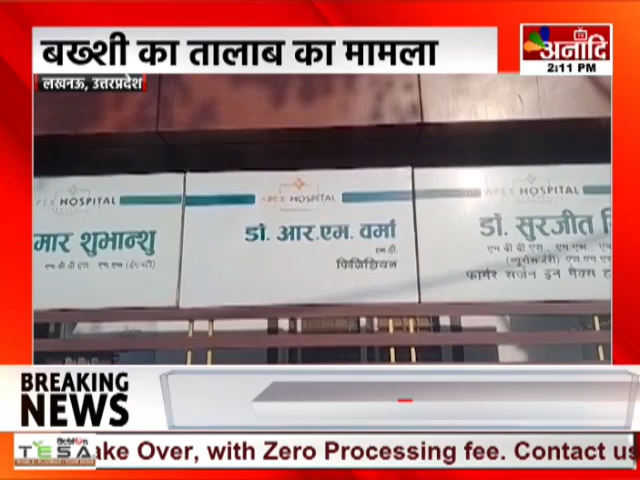 बख्शी का तालाब का मामला
लखनऊ, उत्तरप्रदेश
अनादि
TV
2:11 PM
APEX HOSPITAL
मार शुभान्शु
APEX HOSPITAL
डॉ. आर.एम. वर्मा
एम.डी.
फिजिशियन
APEX HOSPITAL
डॉ. सुरजीत सि
फार्मर सर्जन इन मैक्स
BREAKING
NEWS
TESA
ake Over, with Zero Processing fee. Contact us